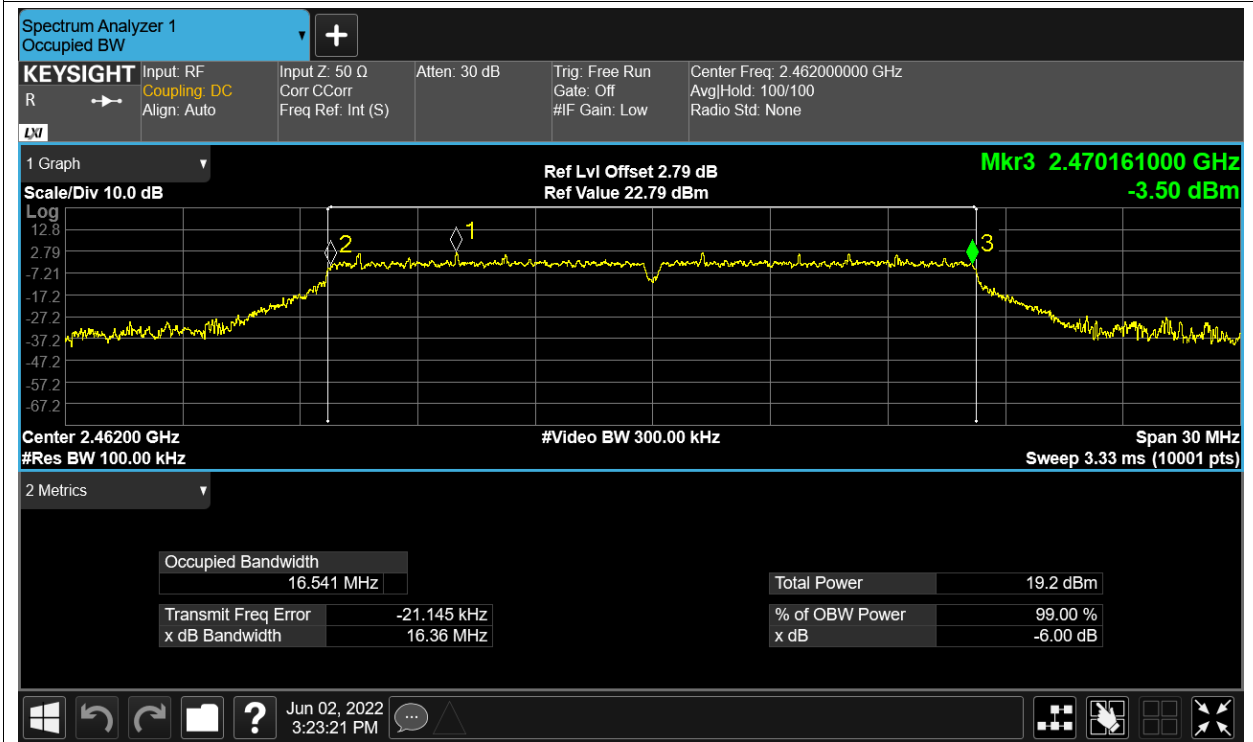 Spectrum Analyzer 1
Occupied BW
KEYSIGHT
R
LXI
Input: RF
Coupling: DC
Align: Auto
Input Z: 50 Ω
Corr CCorr
Freq Ref: Int (S)
Atten: 30 dB
Trig: Free Run
Gate: Off
#IF Gain: Low
Center Freq: 2.462000000 GHz
Avg|Hold: 100/100
Radio Std: None
1 Graph
Scale/Div 10.0 dB
Ref Lvl Offset 2.79 dB
Ref Value 22.79 dBm
Mkr3 2.470161000 GHz
-3.50 dBm
Log
12.8
2.79
-7.21
-17.2
-27.2
-37.2
-47.2
-57.2
-67.2
2
1
3
Center 2.46200 GHz
#Video BW 300.00 kHz
Span 30 MHz
#Res BW 100.00 kHz
Sweep 3.33 ms (10001 pts)
2 Metrics
Occupied Bandwidth
16.541 MHz
Transmit Freq Error -21.145 kHz
x dB Bandwidth 16.36 MHz
Total Power 19.2 dBm
% of OBW Power 99.00 %
x dB -6.00 dB
?
Jun 02, 2022
3:23:21 PM